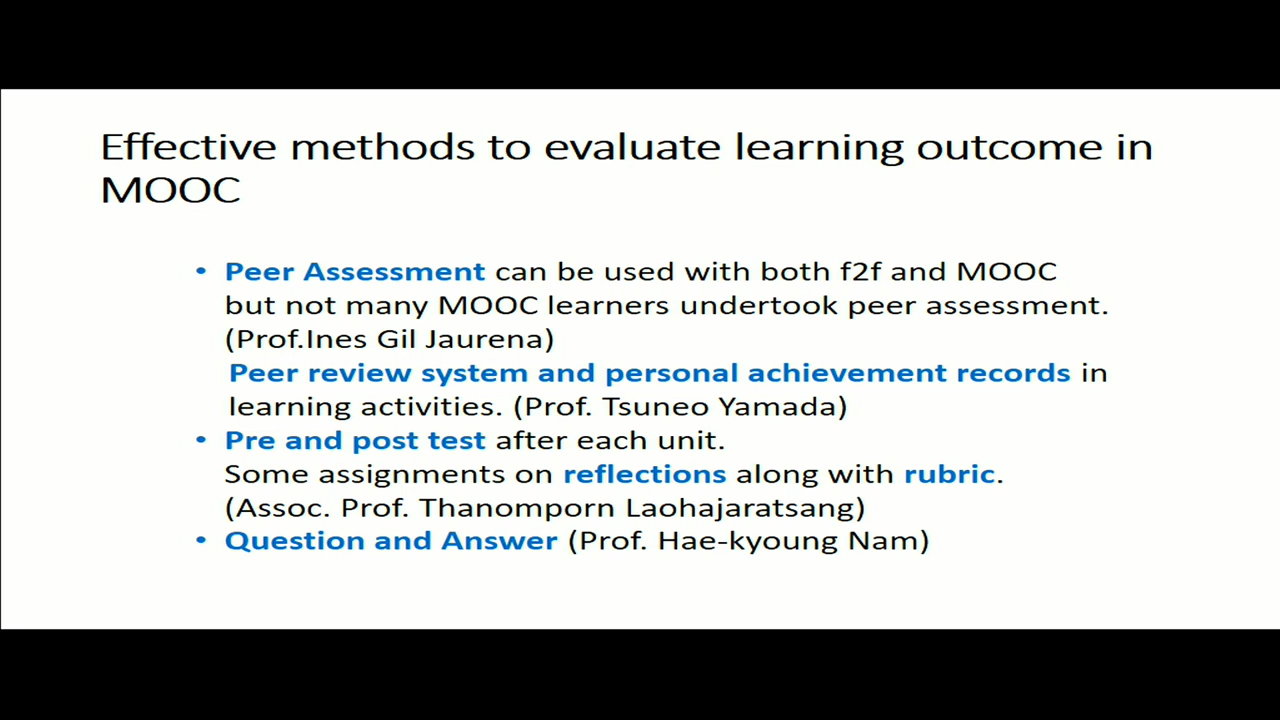 Effective methods to evaluate learning outcome in
MOOC
• Peer Assessment can be used with both f2f and MOOC
but not many MOOC learners undertook peer assessment.
(Prof.Ines Gil Jaurena)
Peer review system and personal achievement records in
learning activities. (Prof. Tsuneo Yamada)
• Pre and post test after each unit.
Some assignments on reflections along with rubric.
(Assoc. Prof. Thanomporn Laohajaratsang)
• Question and Answer (Prof. Hae-kyoung Nam)